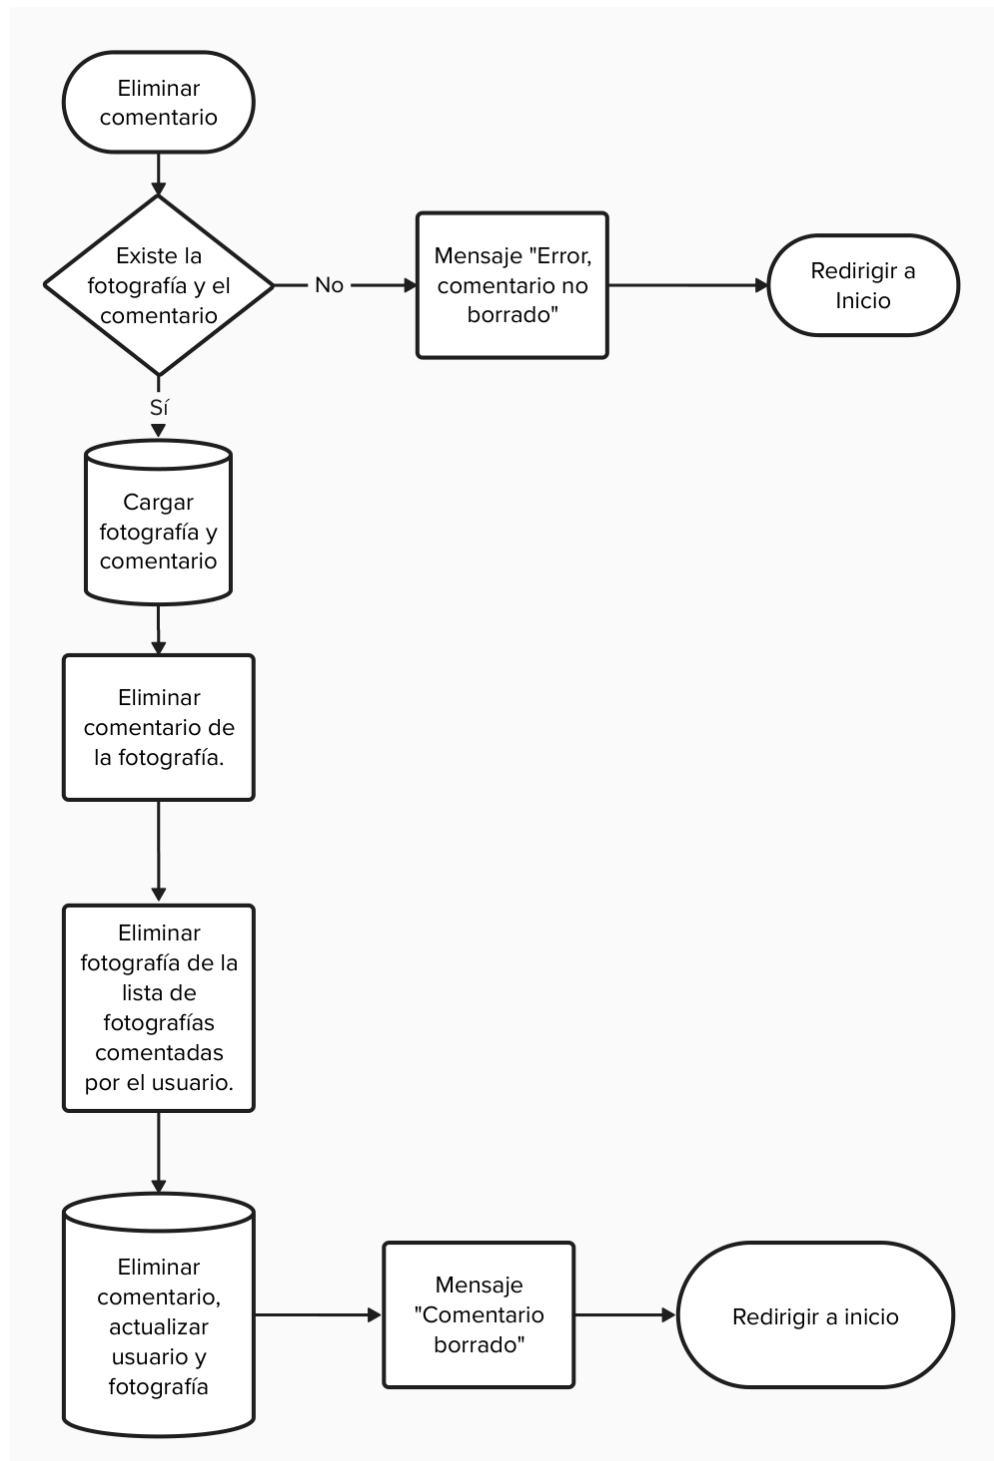 Eliminar
comentario
Existe la
fotografía y el
comentario
No
Mensaje "Error,
comentario no
borrado"
Redirigir a
Inicio
Sí
Cargar
fotografía y
comentario
Eliminar
comentario de
la fotografía.
Eliminar
fotografía de la
lista de
fotografías
comentadas
por el usuario.
Eliminar
comentario,
actualizar
usuario y
fotografía
Mensaje
"Comentario
borrado"
Redirigir a inicio